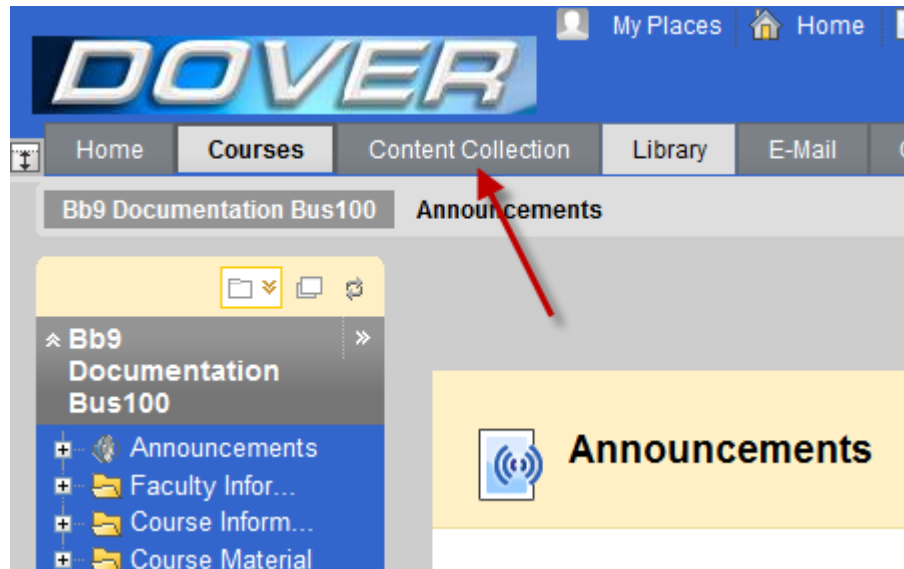 My Places Home
DOVER
Home Courses Content Collection Library E-Mail
Bb9 Documentation Bus100 Announcements
Bb9
Documentation
Bus100
Announcements
Announcements
Faculty Infor...
Course Inform...
Course Material